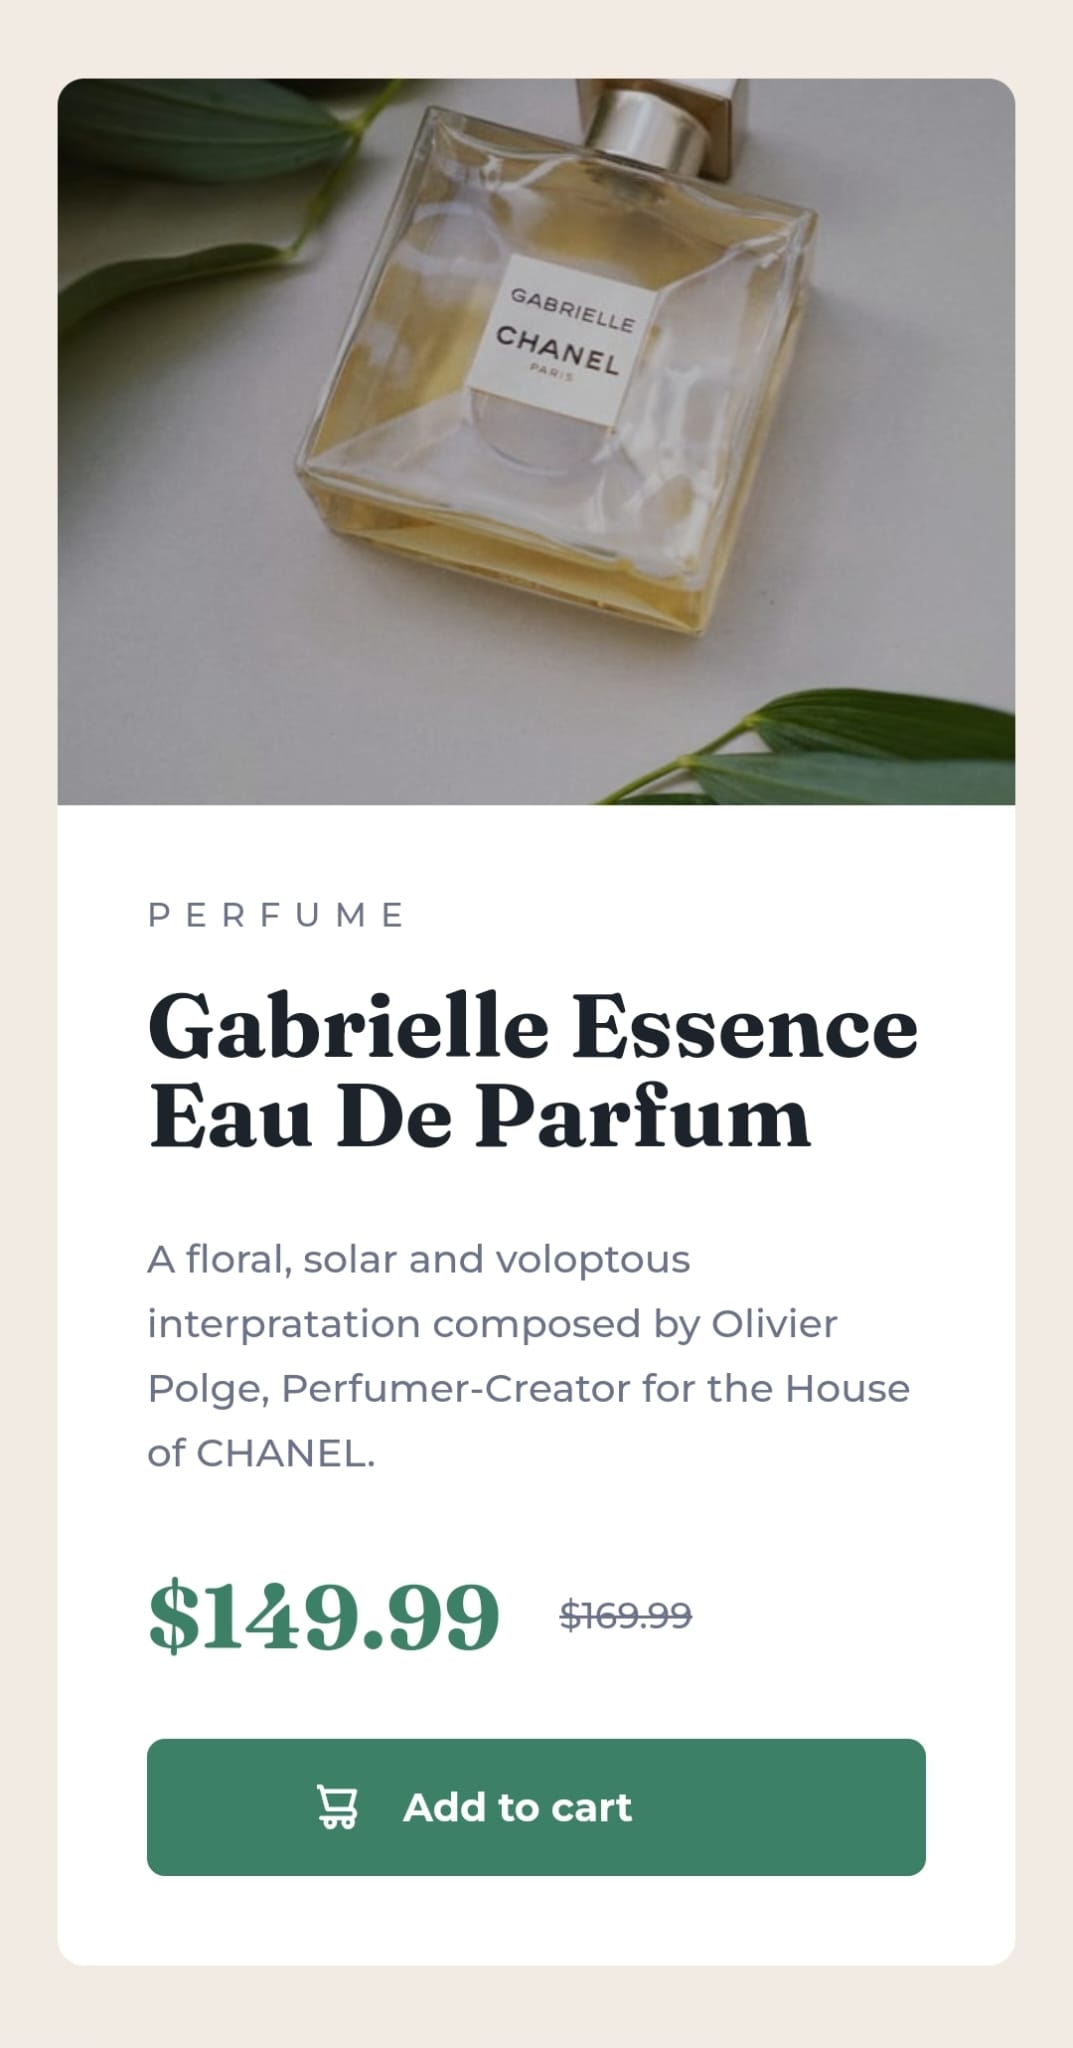 GABRIELLE
CHANEL
PARIS
PERFUME
Gabrielle Essence
Eau De Parfum
A floral, solar and voloptous
interpratation composed by Olivier
Polge, Perfumer-Creator for the House
of CHANEL.
$149.99 $169.99
Add to cart